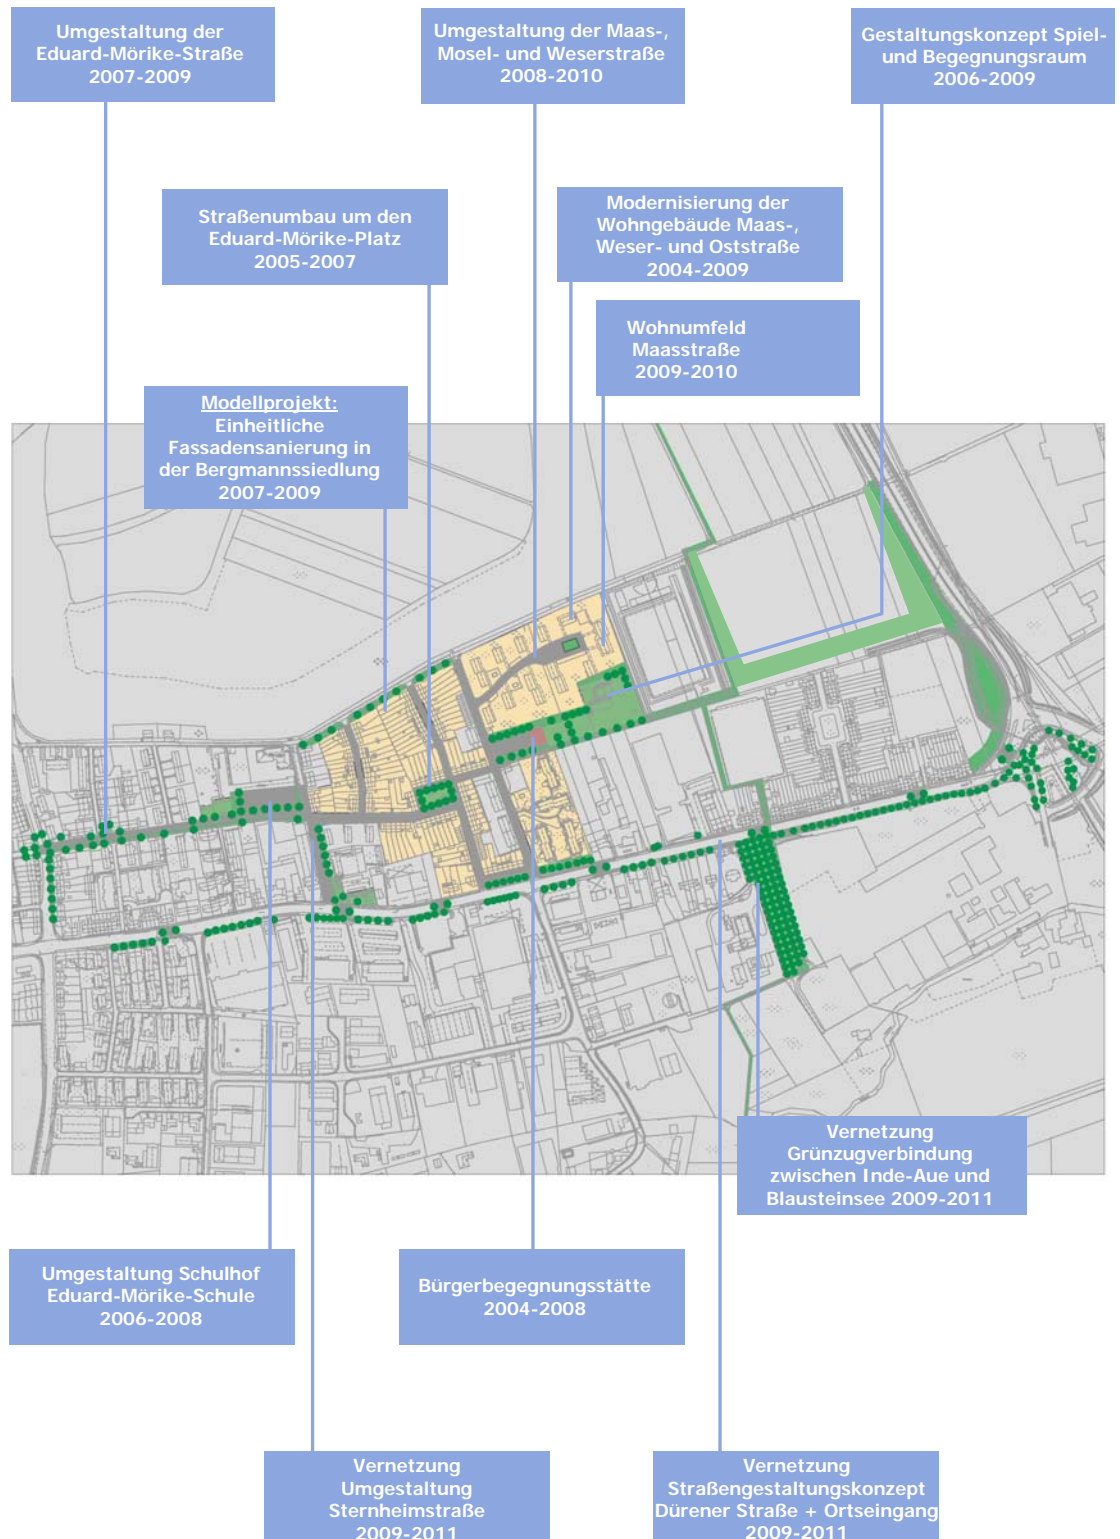 Umgestaltung der
Eduard-Mörike-Straße
2007-2009
Umgestaltung der Maas-,
Mosel- und Weserstraße
2008-2010
Gestaltungskonzept Spiel-
und Begegnungsraum
2006-2009
Straßenumbau um den
Eduard-Mörike-Platz
2005-2007
Modernisierung der
Wohngebäude Maas-,
Weser- und Oststraße
2004-2009
Wohnumfeld
Maasstraße
2009-2010
Modellprojekt:
Einheitliche
Fassadensanierung in
der Bergmannssiedlung
2007-2009
Vernetzung
Grünzugverbindung
zwischen Inde-Aue und
Blausteinsee 2009-2011
Umgestaltung Schulhof
Eduard-Mörike-Schule
2006-2008
Bürgerbegegnungsstätte
2004-2008
Vernetzung
Umgestaltung
Sternheimstraße
2009-2011
Vernetzung
Straßengestaltungskonzept
Dürener Straße + Ortseingang
2009-2011